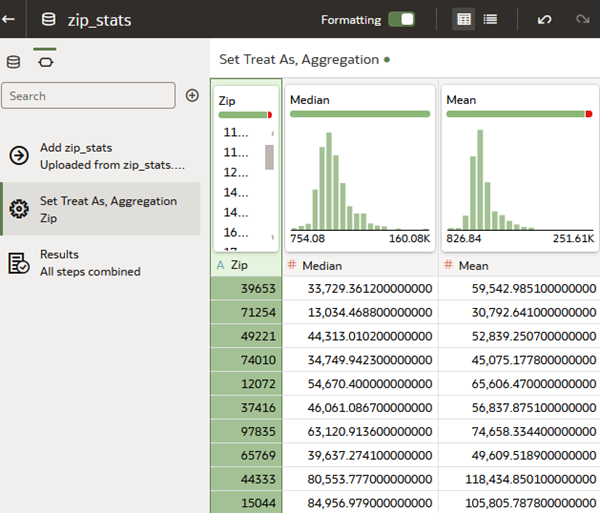 zip_stats
Formatting
Search
Add zip_stats
Uploaded from zip_stats....
Set Treat As, Aggregation
Zip
Results
All steps combined
Set Treat As, Aggregation
Zip
11...
11...
12...
14...
14...
16...
Median
754.08 160.08K
Mean
826.84 251.61K
A Zip # Median # Mean
39653 33,729.361200000000 59,542.985100000000
71254 13,034.468800000000 30,792.641000000000
49221 44,313.010200000000 52,839.250700000000
74010 34,749.942300000000 45,075.177800000000
12072 54,670.400000000000 65,606.470000000000
37416 46,061.086700000000 56,837.875100000000
97835 63,120.913600000000 74,658.334400000000
65769 39,637.274100000000 49,609.518900000000
44333 80,553.777000000000 118,434.850100000000
15044 84,956.979000000000 105,805.787800000000